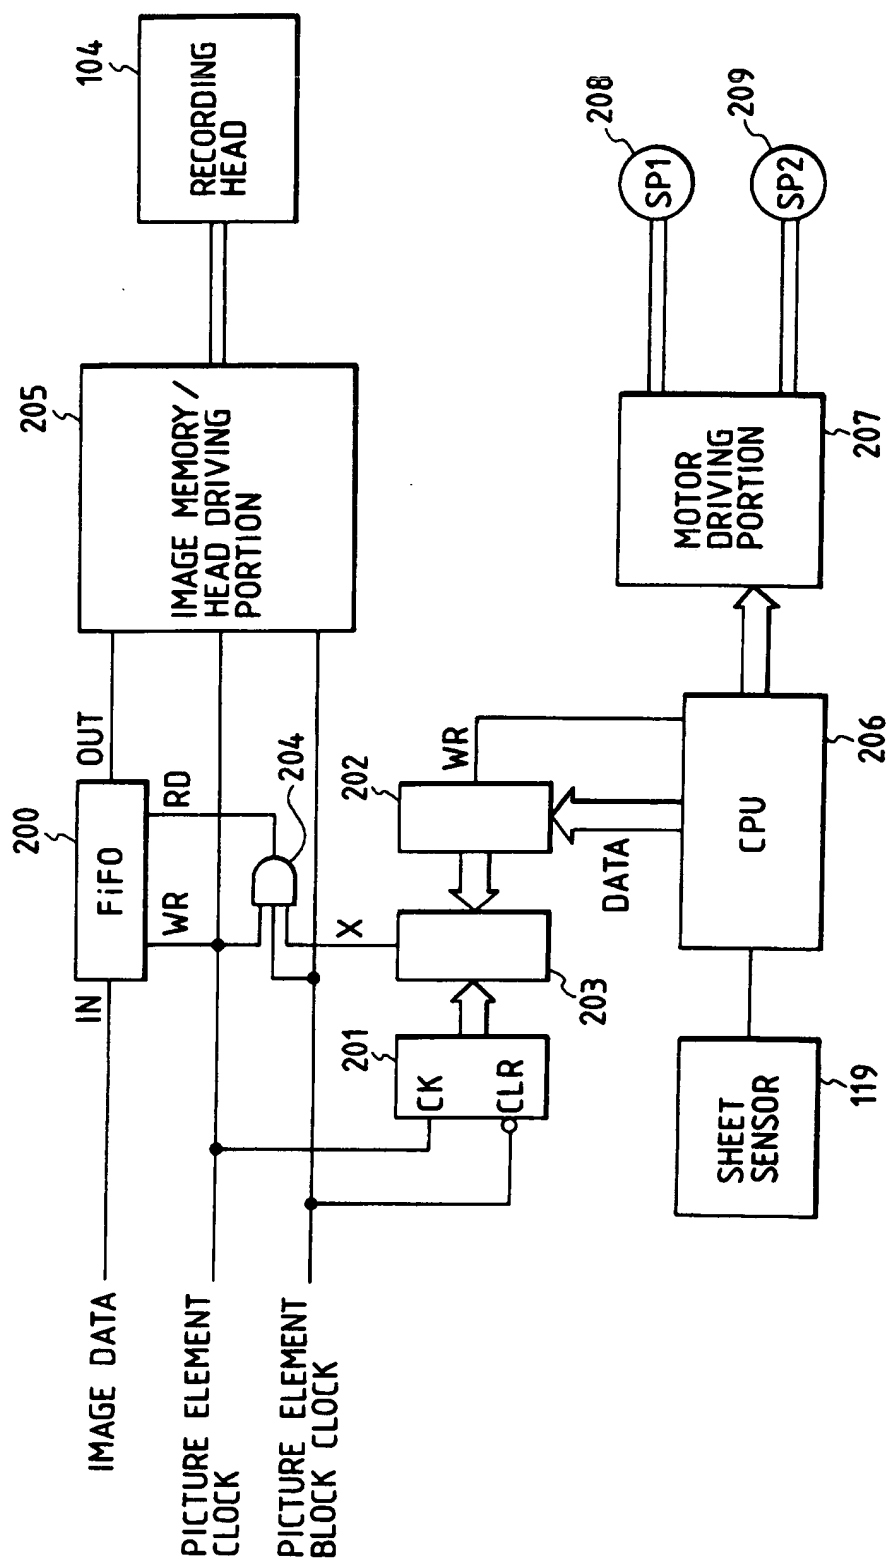 IMAGE DATA
PICTURE ELEMENT
CLOCK
PICTURE ELEMENT
BLOCK CLOCK
IN
200
FiFO
OUT
WR
RD
204
205
IMAGE MEMORY/
HEAD DRIVING
PORTION
104
RECORDING
HEAD
201
CK
CLR
X
203
202
WR
DATA
SHEET
SENSOR
119
CPU
206
MOTOR
DRIVING
PORTION
207
SP1
208
SP2
209